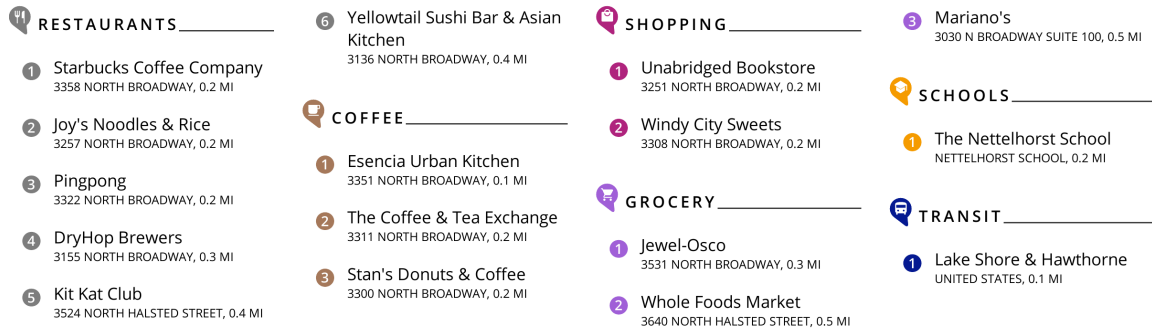 RESTAURANTS
1 Starbucks Coffee Company
3358 NORTH BROADWAY, 0.2 MI
2 Joy's Noodles & Rice
3257 NORTH BROADWAY, 0.2 MI
3 Pingpong
3322 NORTH BROADWAY, 0.2 MI
4 DryHop Brewers
3155 NORTH BROADWAY, 0.3 MI
5 Kit Kat Club
3524 NORTH HALSTED STREET, 0.4 MI
6 Yellowtail Sushi Bar & Asian
Kitchen
3136 NORTH BROADWAY, 0.4 MI
COFFEE
1 Esencia Urban Kitchen
3351 NORTH BROADWAY, 0.1 MI
2 The Coffee & Tea Exchange
3311 NORTH BROADWAY, 0.2 MI
3 Stan's Donuts & Coffee
3300 NORTH BROADWAY, 0.2 MI
SHOPPING
1 Unabridged Bookstore
3251 NORTH BROADWAY, 0.2 MI
2 Windy City Sweets
3308 NORTH BROADWAY, 0.2 MI
GROCERY
1 Jewel-Osco
3531 NORTH BROADWAY, 0.3 MI
2 Whole Foods Market
3640 NORTH HALSTED STREET, 0.5 MI
3 Mariano's
3030 N BROADWAY SUITE 100, 0.5 MI
SCHOOLS
1 The Nettelhorst School
NETTELHORST SCHOOL, 0.2 MI
TRANSIT
1 Lake Shore & Hawthorne
UNITED STATES, 0.1 MI